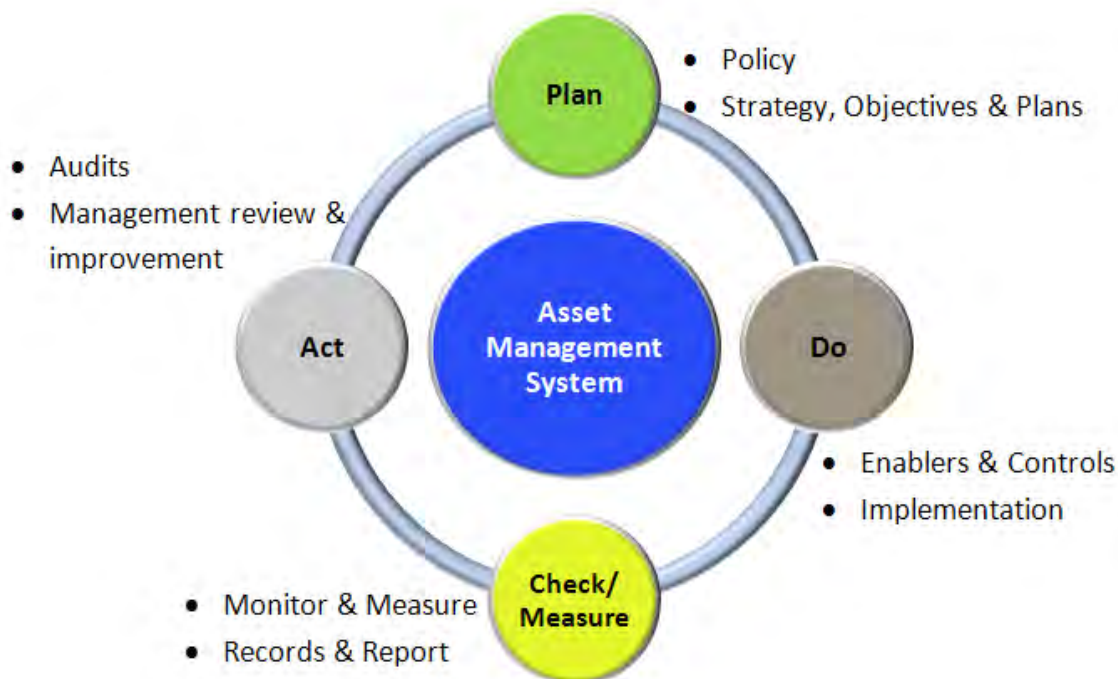 Plan
• Policy
• Strategy, Objectives & Plans
• Audits
• Management review &
improvement
Act
Asset
Management
System
Do
• Enablers & Controls
• Implementation
Check/
Measure
• Monitor & Measure
• Records & Report